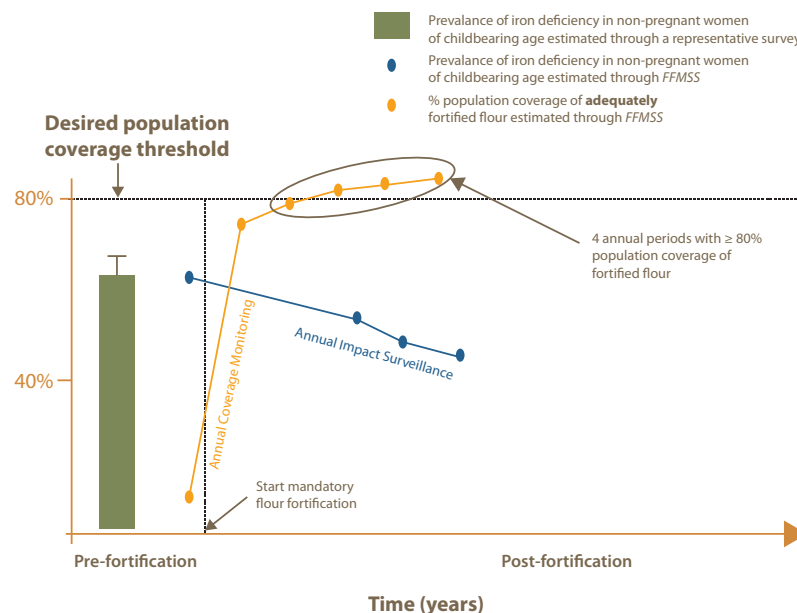 Prevalance of iron deficiency in non-pregnant women
of childbearing age estimated through a representative survey
Prevalance of iron deficiency in non-pregnant women
of childbearing age estimated through FFMSS
% population coverage of adequately
fortified flour estimated through FFMSS
Desired population
coverage threshold
80%
4 annual periods with ≥ 80%
population coverage of
fortified flour
Annual Impact Surveillance
Annual Coverage Monitoring
40%
Start mandatory
flour fortification
Pre-fortification
Post-fortification
Time (years)